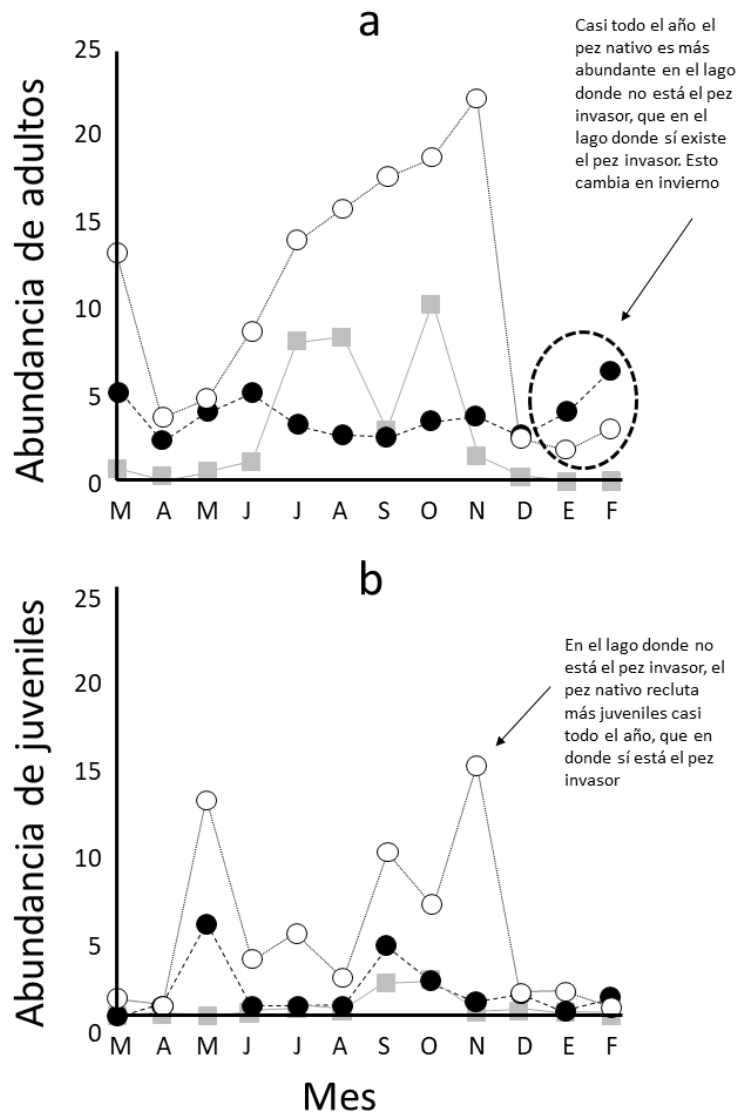 a
Abundancia de adultos
25
20
15
10
5
0
M A M J J A S O N D E F
Casi todo el año el
pez nativo es más
abundante en el lago
donde no está el pez
invasor, que en el
lago donde sí existe
el pez invasor. Esto
cambia en invierno
b
Abundancia de juveniles
25
20
15
10
5
0
M A M J J A S O N D E F
En el lago donde no
está el pez invasor, el
pez nativo recluta
más juveniles casi
todo el año, que en
donde sí está el pez
invasor
Mes